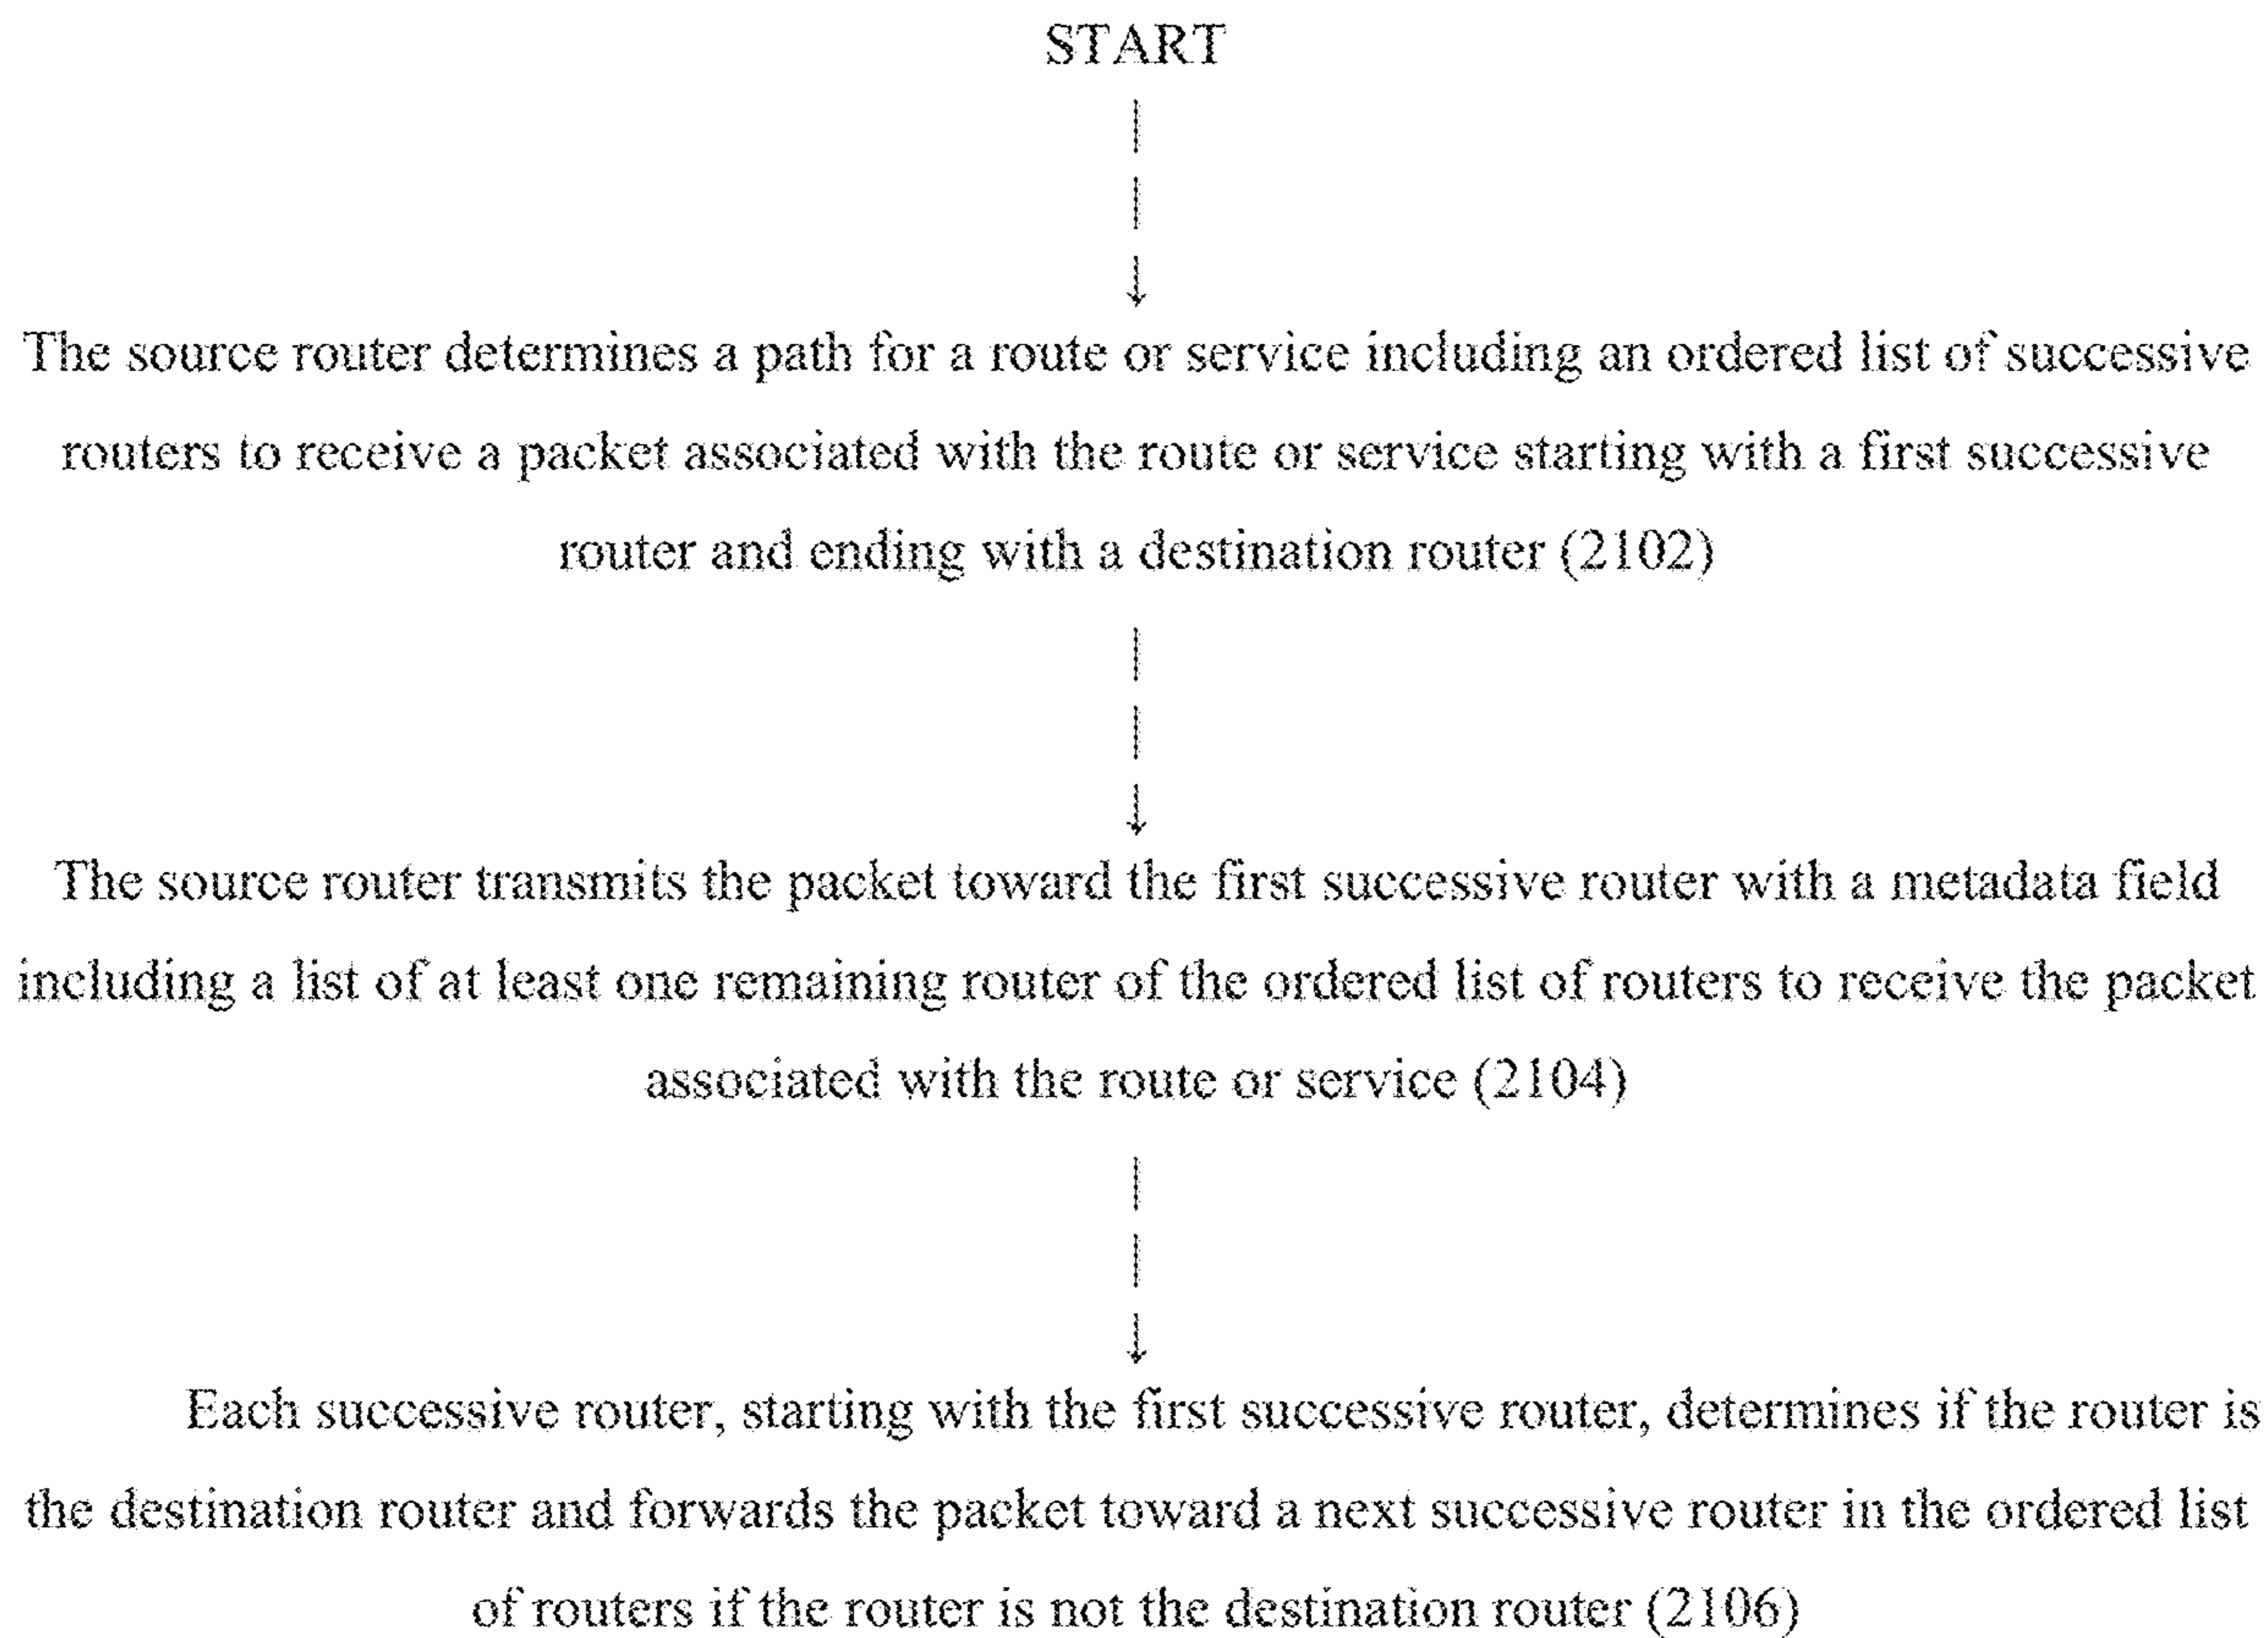 START
The source router determines a path for a route or service including an ordered list of successive
routers to receive a packet associated with the route or service starting with a first successive
router and ending with a destination router (2102)
The source router transmits the packet toward the first successive router with a metadata field
including a list of at least one remaining router of the ordered list of routers to receive the packet
associated with the route or service (2104)
Each successive router, starting with the first successive router, determines if the router is
the destination router and forwards the packet toward a next successive router in the ordered list
of routers if the router is not the destination router (2106)